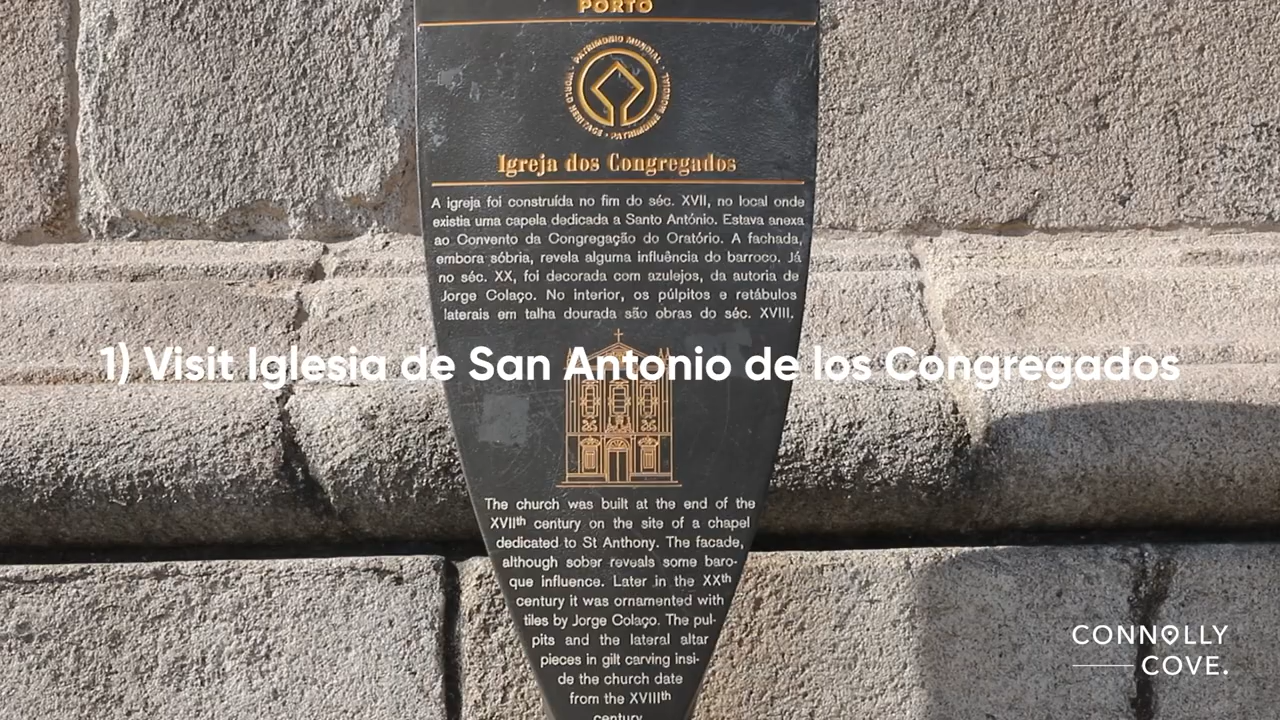 PORTO
PATRIMONIO MUNDIAL • WORLD HERITAGE • PATRIMOINE MONDIAL
Igreja dos Congregados
A igreja foi construída no fim do séc. XVII, no local onde
existia uma capela dedicada a Santo António. Estava anexa
ao Convento da Congregação do Oratório. A fachada,
embora sóbria, revela alguma influência do barroco. Já
no séc. XX, foi decorada com azulejos, da autoria de
Jorge Colaço. No interior, os púlpitos e retábulos
laterais em talha dourada são obras do séc. XVIII.
1) Visit Iglesia de San Antonio de los Congregados
The church was built at the end of the
XVIIth century on the site of a chapel
dedicated to St Anthony. The facade,
although sober reveals some baro-
que influence. Later in the XXth
century it was ornamented with
tiles by Jorge Colaço. The pul-
pits and the lateral altar
pieces in gilt carving insi-
de the church date
from the XVIIIth
century.
CONNOLLY
COVE.